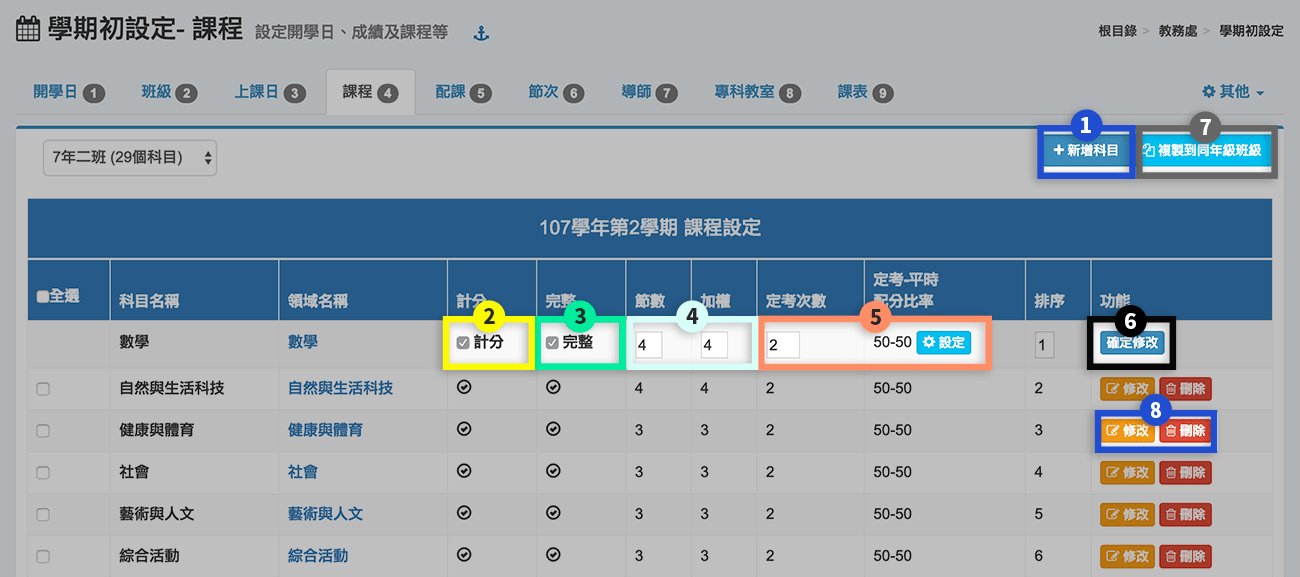 學期初設定- 課程 設定開學日、成績及課程等
根目錄 > 教務處 > 學期初設定
開學日 1 班級 2 上課日 3 課程 4 配課 5 節次 6 導師 7 專科教室 8 課表 9 其他
1 7
7年二班 (29個科目) +新增科目 複製到同年級班級
107學年第2學期 課程設定
全選 科目名稱 領域名稱 計分 完整 節數 加權 定考次數 定考-平時 配分比率 排序 功能
2 3 4 5 6
數學 數學 計分 完整 4 4 2 50-50 設定 1 確定修改
自然與生活科技 自然與生活科技 4 4 2 50-50 2 修改 刪除
8
健康與體育 健康與體育 3 3 2 50-50 3 修改 刪除
社會 社會 3 3 2 50-50 4 修改 刪除
藝術與人文 藝術與人文 3 3 2 50-50 5 修改 刪除
綜合活動 綜合活動 3 3 2 50-50 6 修改 刪除